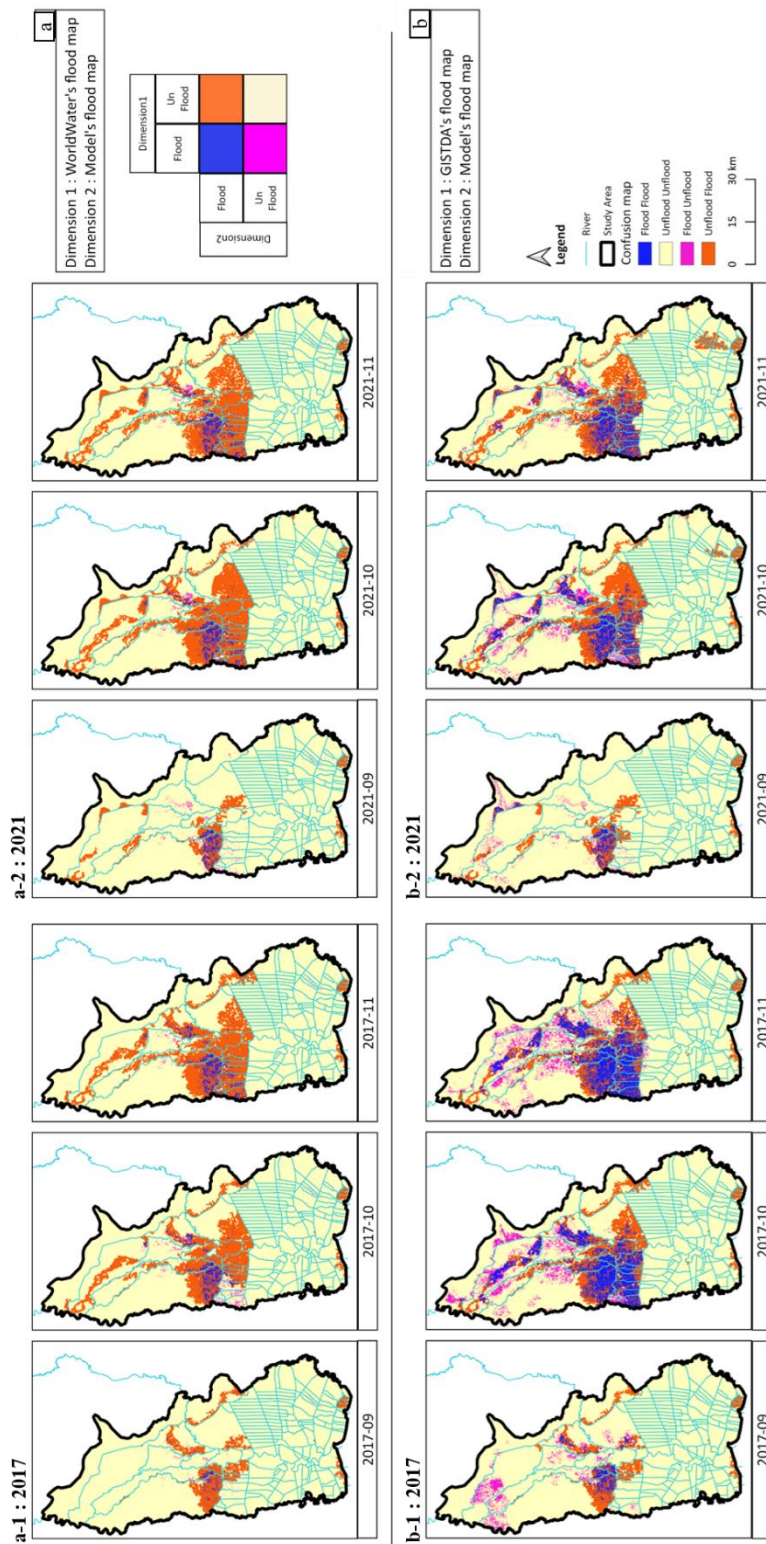 a-1 : 2017
a-2 : 2021
a
2017-09
2017-10
2017-11
2021-09
2021-10
2021-11
Dimension 1 : WorldWater's flood map
Dimension 2 : Model's flood map
Dimension1
Flood
Un Flood
Dimension2
Flood
Un Flood
b-1 : 2017
b-2 : 2021
b
2017-09
2017-10
2017-11
2021-09
2021-10
2021-11
Dimension 1 : GISTDA's flood map
Dimension 2 : Model's flood map
Legend
River
Study Area
Confusion map
Flood Flood
Unflood Unflood
Flood Unflood
Unflood Flood
0 15 30 km